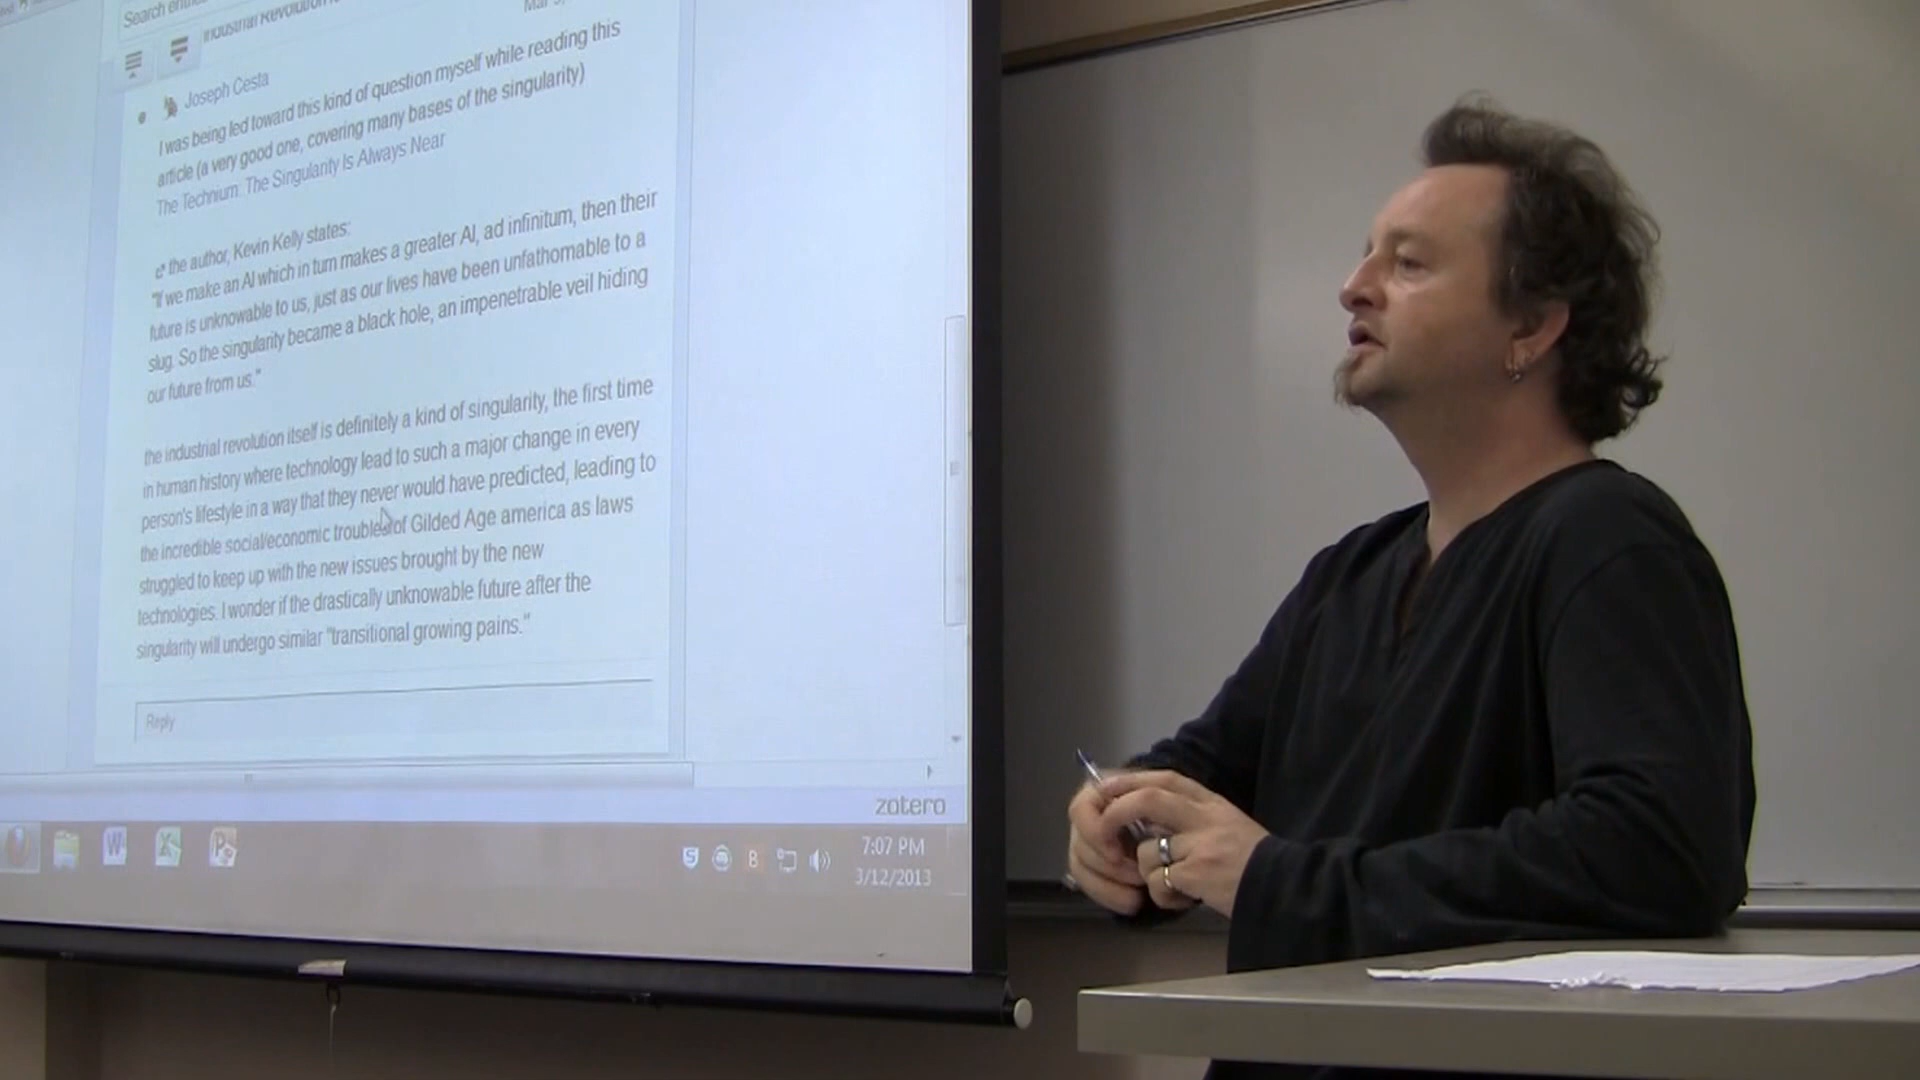 Search
Industrial Revolution
Joseph Cesta
I was being led toward this kind of question myself while reading this
article (a very good one, covering many bases of the singularity)
The Technium: The Singularity Is Always Near
the author, Kevin Kelly states:
"If we make an AI which in turn makes a greater AI, ad infinitum, then their
future is unknowable to us, just as our lives have been unfathomable to a
slug. So the singularity became a black hole, an impenetrable veil hiding
our future from us."
the industrial revolution itself is definitely a kind of singularity, the first time
in human history where technology lead to such a major change in every
person's lifestyle in a way that they never would have predicted, leading to
the incredible social/economic troubles of Gilded Age america as laws
struggled to keep up with the new issues brought by the new
technologies. I wonder if the drastically unknowable future after the
singularity will undergo similar "transitional growing pains."
Reply
zotero
W
S
B
7:07 PM
3/12/2013